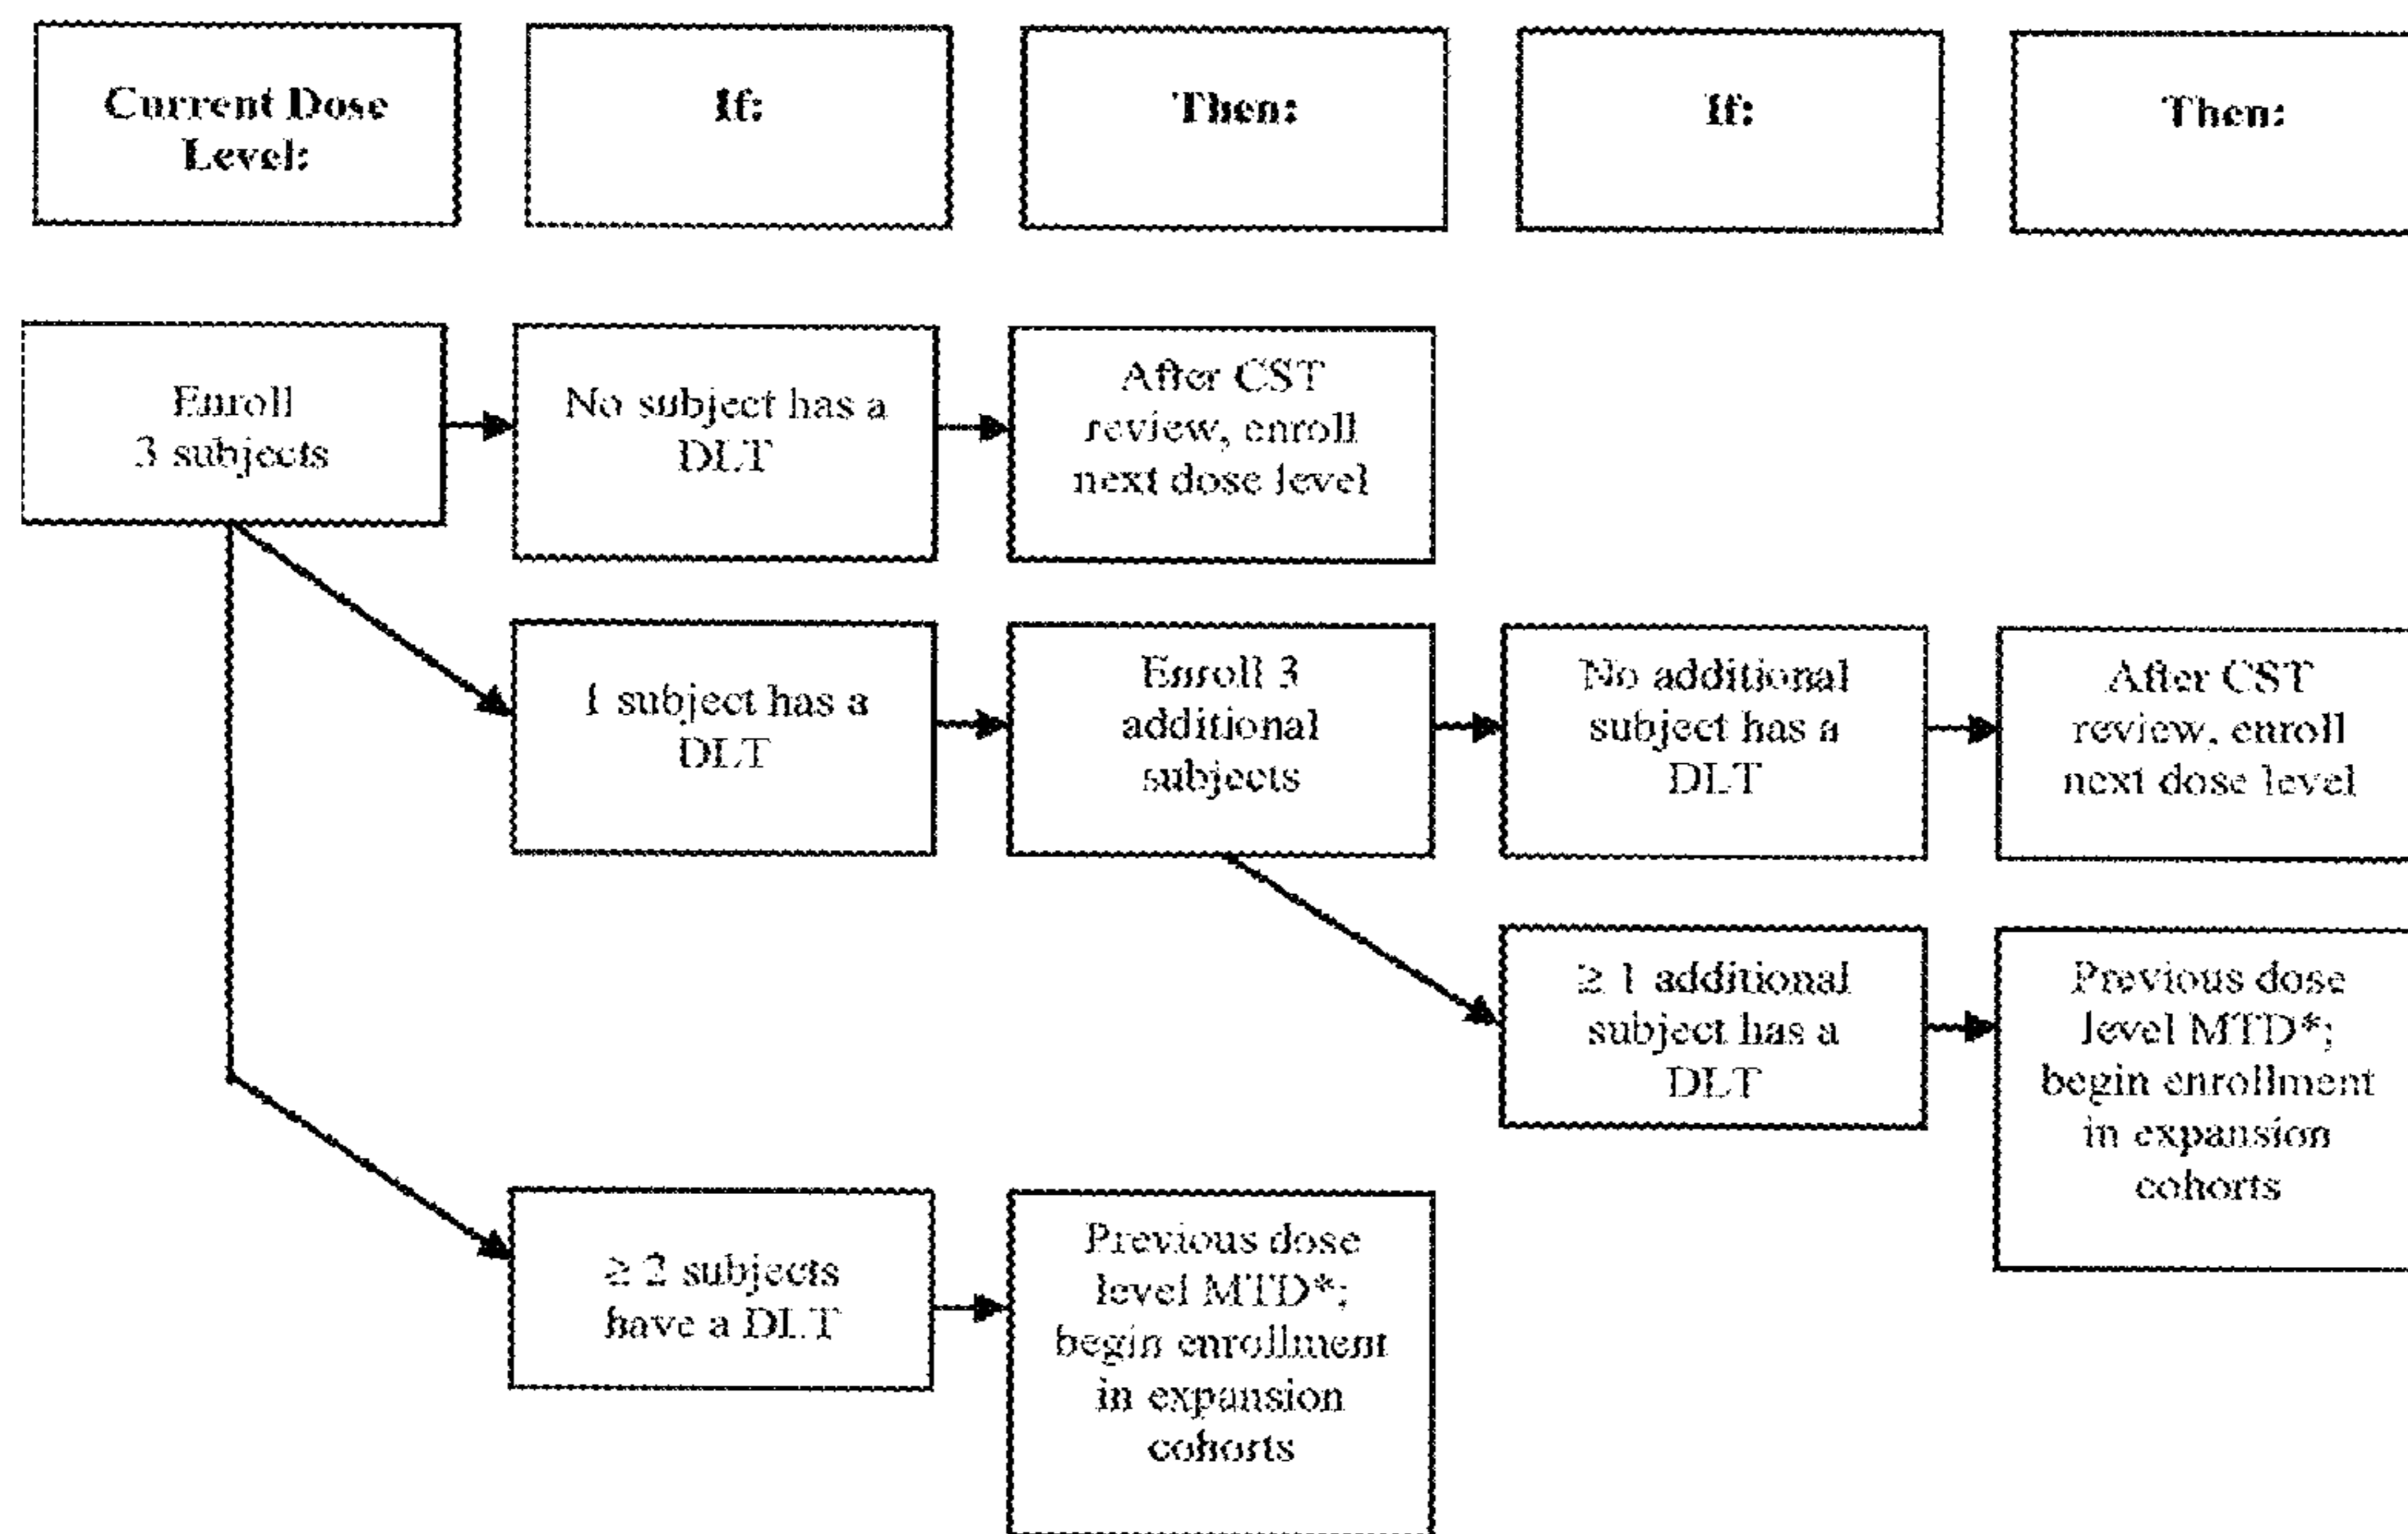 Current Dose
Level:
If:
Then:
If:
Then:
Enroll
3 subjects
No subject has a
DLT
After CST
review, enroll
next dose level
1 subject has a
DLT
Enroll 3
additional
subjects
No additional
subject has a
DLT
After CST
review, enroll
next dose level
≥ 1 additional
subject has a
DLT
Previous dose
level MTD*;
begin enrollment
in expansion
cohorts
≥ 2 subjects
have a DLT
Previous dose
level MTD*;
begin enrollment
in expansion
cohorts